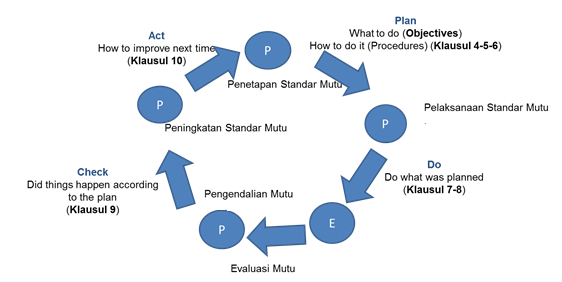 Plan
What to do (Objectives)
How to do it (Procedures) (Klausul 4-5-6)
Act
How to improve next time
(Klausul 10)
P
Penetapan Standar Mutu
P
Pelaksanaan Standar Mutu
.
P
Peningkatan Standar Mutu
Do
Do what was planned
(Klausul 7-8)
Check
Did things happen according
to the plan
(Klausul 9)
Pengendalian Mutu
P
E
Evaluasi Mutu